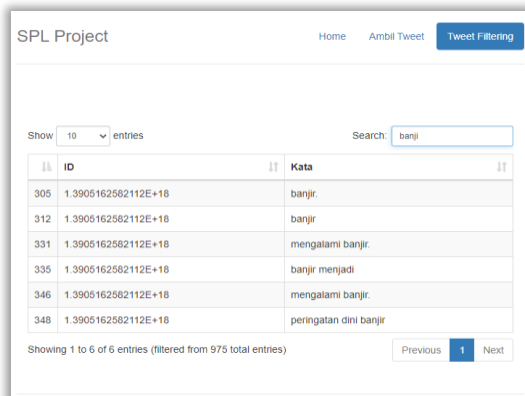 SPL Project Home Ambil Tweet Tweet Filtering
Show 10 entries Search: banji
ID Kata
305 1.3905162582112E+18 banjir.
312 1.3905162582112E+18 banjir
331 1.3905162582112E+18 mengalami banjir.
335 1.3905162582112E+18 banjir menjadi
346 1.3905162582112E+18 mengalami banjir.
348 1.3905162582112E+18 peringatan dini banjir
Showing 1 to 6 of 6 entries (filtered from 975 total entries) Previous 1 Next